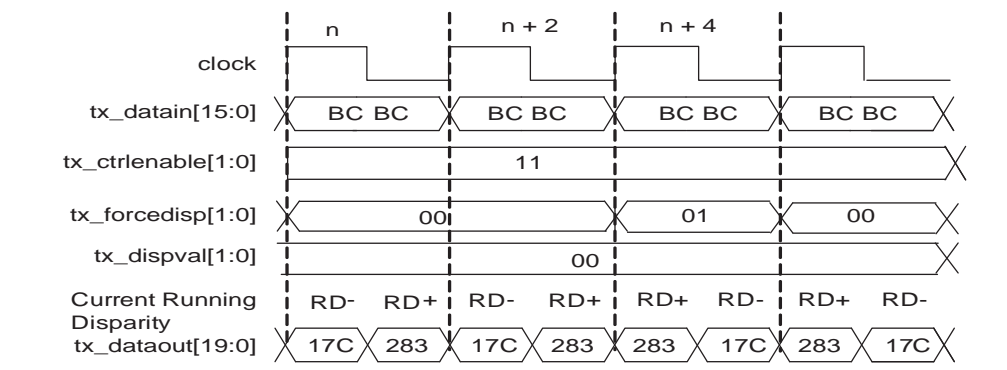 n n + 2 n + 4
clock
tx_datain[15:0] BC BC BC BC BC BC BC BC
tx_ctrlenable[1:0] 11
tx_forcedisp[1:0] 00 01 00
tx_dispval[1:0] 00
Current Running RD- RD+ RD- RD+ RD+ RD- RD+ RD-
Disparity
tx_dataout[19:0] 17C 283 17C 283 283 17C 283 17C